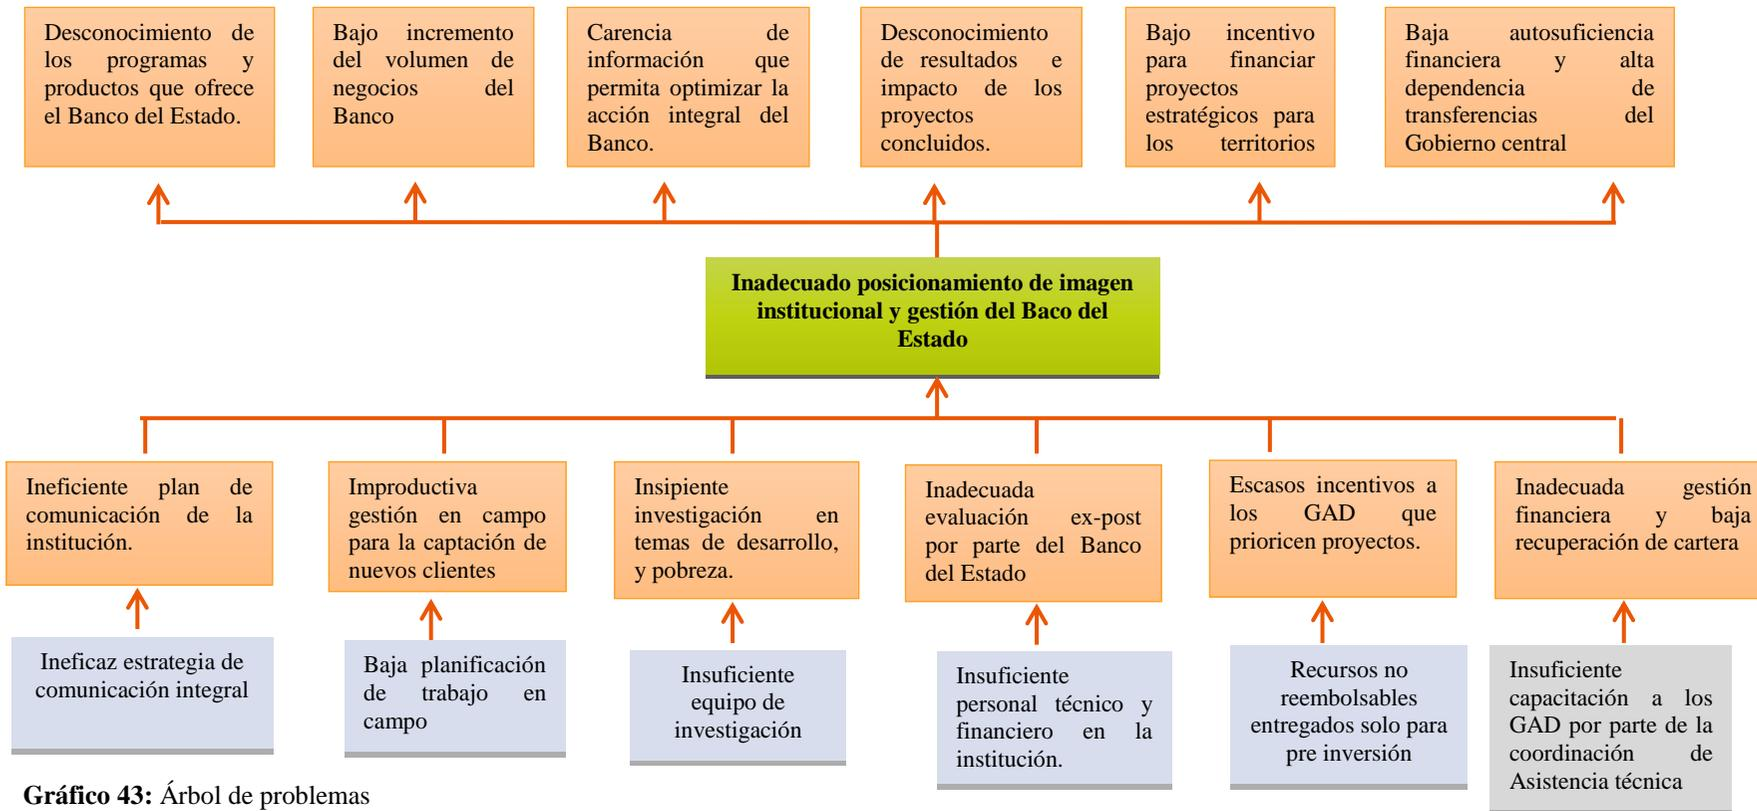 Desconocimiento de
los programas y
productos que ofrece
el Banco del Estado.
Bajo incremento
del volumen de
negocios del
Banco
Carencia de
información que
permita optimizar la
acción integral del
Banco.
Desconocimiento
de resultados e
impacto de los
proyectos
concluidos.
Bajo incentivo
para financiar
proyectos
estratégicos para
los territorios
Baja autosuficiencia
financiera y alta
dependencia de
transferencias del
Gobierno central
Inadecuado posicionamiento de imagen
institucional y gestión del Baco del
Estado
Ineficiente plan de
comunicación de la
institución.
Improductiva
gestión en campo
para la captación de
nuevos clientes
Insipiente
investigación en
temas de desarrollo,
y pobreza.
Inadecuada
evaluación ex-post
por parte del Banco
del Estado
Escasos incentivos a
los GAD que
prioricen proyectos.
Inadecuada gestión
financiera y baja
recuperación de cartera
Ineficaz estrategia de
comunicación integral
Baja planificación
de trabajo en
campo
Insuficiente
equipo de
investigación
Insuficiente
personal técnico y
financiero en la
institución.
Recursos no
reembolsables
entregados solo para
pre inversión
Insuficiente
capacitación a los
GAD por parte de la
coordinación de
Asistencia técnica
Gráfico 43: Árbol de problemas